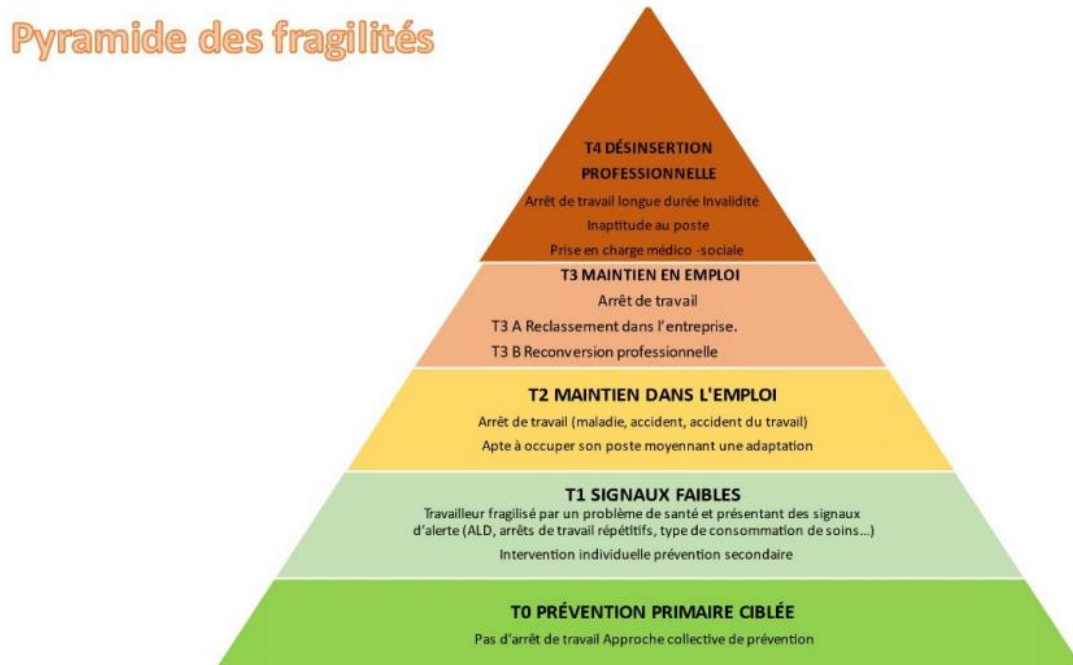 Pyramide des fragilités
T4 DÉSINSERTION
PROFESSIONNELLE
Arrêt de travail longue durée Invalidité
Inaptitude au poste
Prise en charge médico -sociale
T3 MAINTIEN EN EMPLOI
Arrêt de travail
T3 A Reclassement dans l'entreprise.
T3 B Reconversion professionnelle
T2 MAINTIEN DANS L'EMPLOI
Arrêt de travail (maladie, accident, accident du travail)
Apte à occuper son poste moyennant une adaptation
T1 SIGNAUX FAIBLES
Travailleur fragilisé par un problème de santé et présentant des signaux
d'alerte (ALD, arrêts de travail répétitifs, type de consommation de soins...)
Intervention individuelle prévention secondaire
T0 PRÉVENTION PRIMAIRE CIBLÉE
Pas d'arrêt de travail Approche collective de prévention